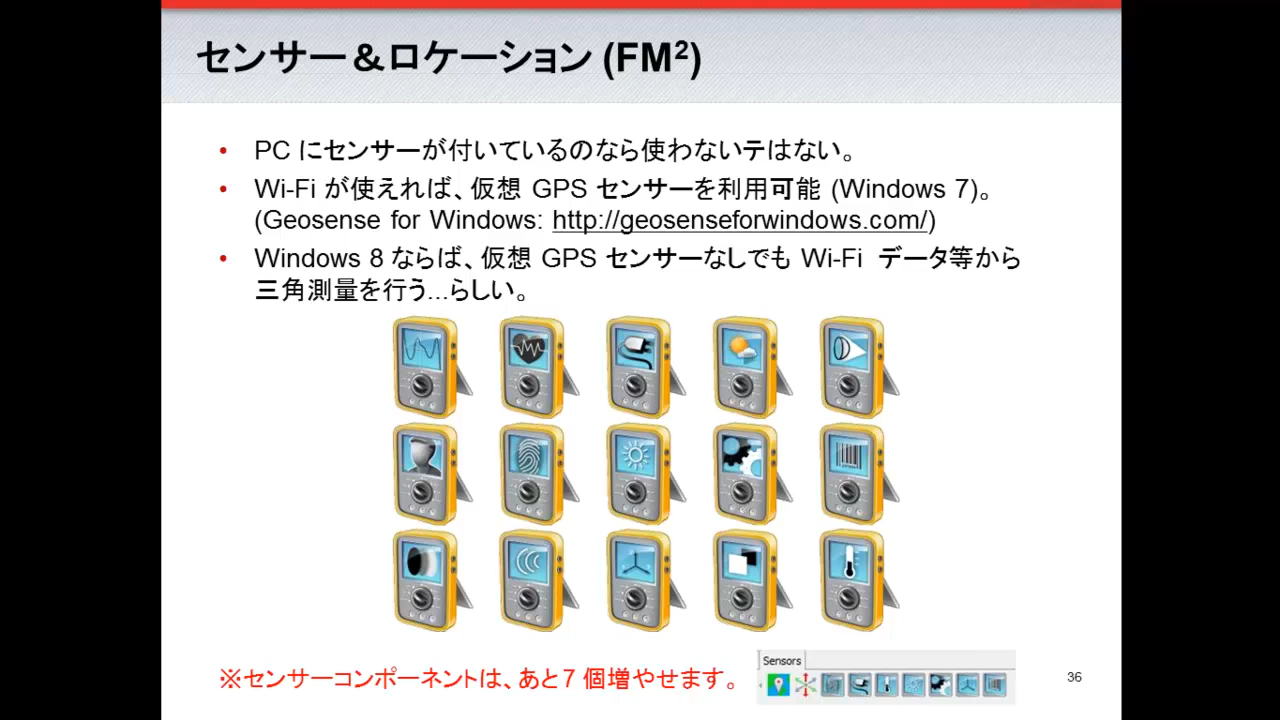 センサー＆ロケーション (FM²)
• PC にセンサーが付いているのなら使わないテはない。
• Wi-Fi が使えれば、仮想 GPS センサーを利用可能 (Windows 7)。
(Geosense for Windows: http://geosenseforwindows.com/)
• Windows 8 ならば、仮想 GPS センサーなしでも Wi-Fi データ等から
三角測量を行う...らしい。
※センサーコンポーネントは、あと7 個増やせます。
Sensors
36